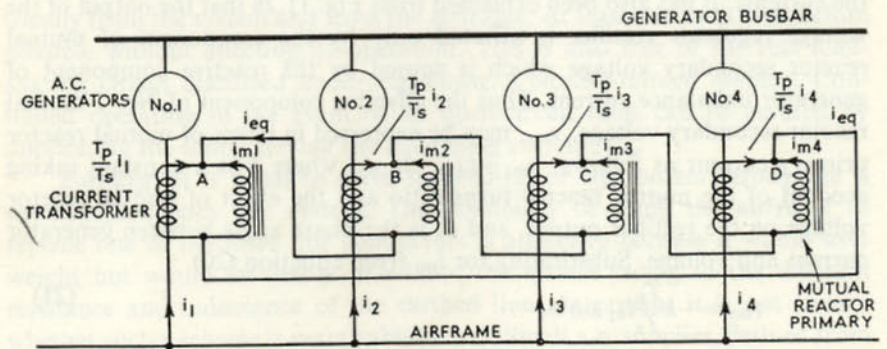 GENERATOR BUSBAR
A.C. GENERATORS
No.1
No.2
No.3
No.4
Tp/Ts i1
Tp/Ts i2
Tp/Ts i3
Tp/Ts i4
ieq
im1
im2
im3
im4
A
B
C
D
CURRENT TRANSFORMER
MUTUAL REACTOR PRIMARY
i1
i2
i3
i4
AIRFRAME